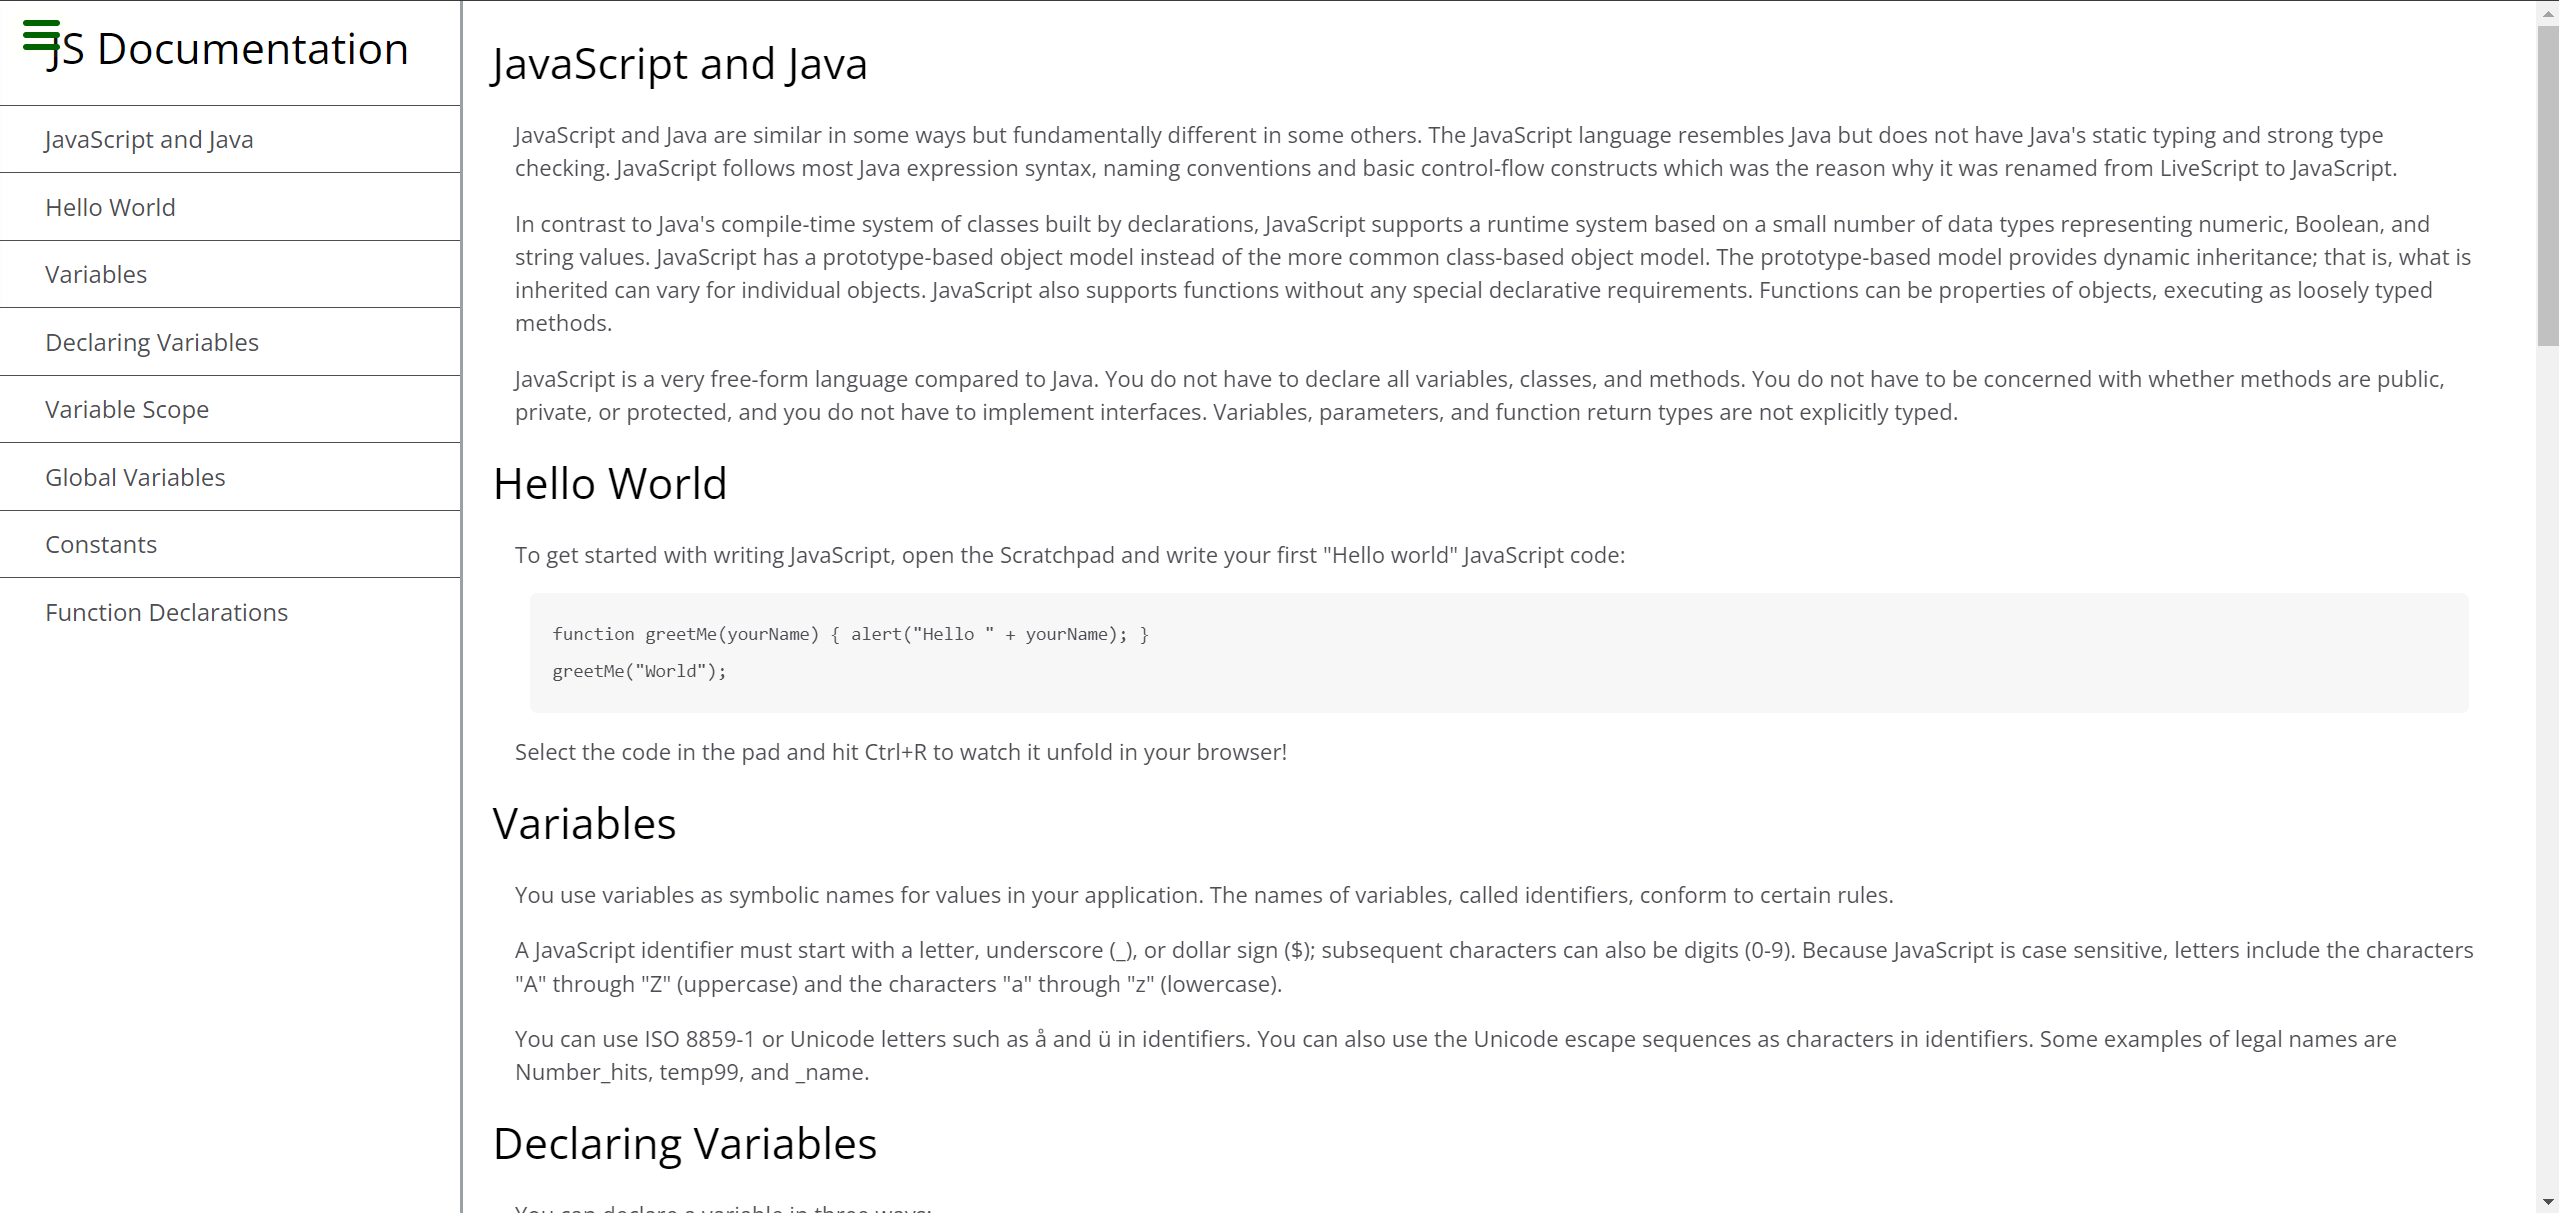 JS Documentation
JavaScript and Java
Hello World
Variables
Declaring Variables
Variable Scope
Global Variables
Constants
Function Declarations
JavaScript and Java
JavaScript and Java are similar in some ways but fundamentally different in some others. The JavaScript language resembles Java but does not have Java's static typing and strong type
checking. JavaScript follows most Java expression syntax, naming conventions and basic control-flow constructs which was the reason why it was renamed from LiveScript to JavaScript.
In contrast to Java's compile-time system of classes built by declarations, JavaScript supports a runtime system based on a small number of data types representing numeric, Boolean, and
string values. JavaScript has a prototype-based object model instead of the more common class-based object model. The prototype-based model provides dynamic inheritance; that is, what is
inherited can vary for individual objects. JavaScript also supports functions without any special declarative requirements. Functions can be properties of objects, executing as loosely typed
methods.
JavaScript is a very free-form language compared to Java. You do not have to declare all variables, classes, and methods. You do not have to be concerned with whether methods are public,
private, or protected, and you do not have to implement interfaces. Variables, parameters, and function return types are not explicitly typed.
Hello World
To get started with writing JavaScript, open the Scratchpad and write your first "Hello world" JavaScript code:
function greetMe(yourName) { alert("Hello " + yourName); }
greetMe("World");
Select the code in the pad and hit Ctrl+R to watch it unfold in your browser!
Variables
You use variables as symbolic names for values in your application. The names of variables, called identifiers, conform to certain rules.
A JavaScript identifier must start with a letter, underscore (_), or dollar sign ($); subsequent characters can also be digits (0-9). Because JavaScript is case sensitive, letters include the characters
"A" through "Z" (uppercase) and the characters "a" through "z" (lowercase).
You can use ISO 8859-1 or Unicode letters such as å and ü in identifiers. You can also use the Unicode escape sequences as characters in identifiers. Some examples of legal names are
Number_hits, temp99, and _name.
Declaring Variables
You can declare a variable in three ways: